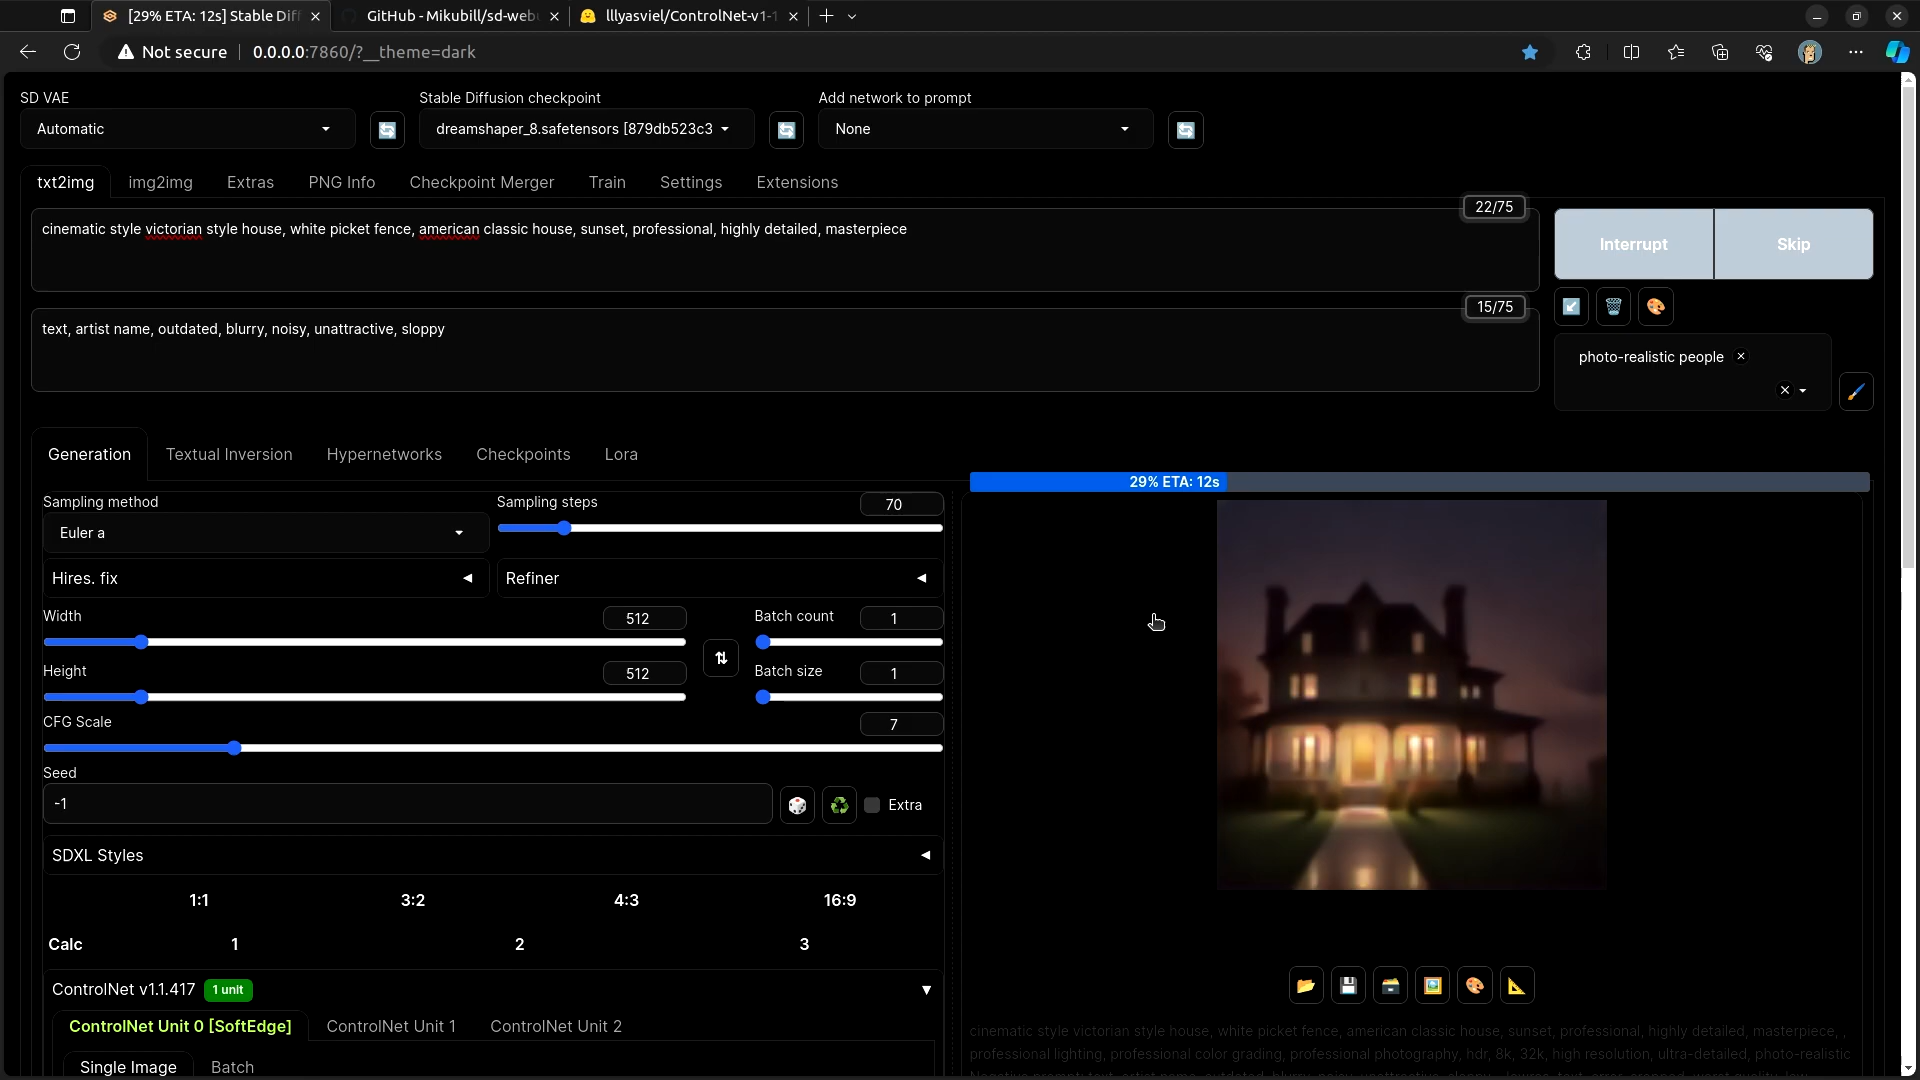 [29% ETA: 12s] Stable Diff
GitHub - Mikubill/sd-webu
lllyasviel/ControlNet-v1-1
Not secure
0.0.0.0:7860/?__theme=dark
SD VAE
Stable Diffusion checkpoint
Add network to prompt
Automatic
dreamshaper_8.safetensors [879db523c3
None
txt2img
img2img
Extras
PNG Info
Checkpoint Merger
Train
Settings
Extensions
22/75
cinematic style victorian style house, white picket fence, american classic house, sunset, professional, highly detailed, masterpiece
Interrupt
Skip
15/75
text, artist name, outdated, blurry, noisy, unattractive, sloppy
photo-realistic people
Generation
Textual Inversion
Hypernetworks
Checkpoints
Lora
29% ETA: 12s
Sampling method
Sampling steps
70
Euler a
Hires. fix
Refiner
Width
512
Batch count
1
Height
512
Batch size
1
CFG Scale
7
Seed
-1
Extra
SDXL Styles
1:1
3:2
4:3
16:9
Calc
1
2
3
ControlNet v1.1.417
1 unit
ControlNet Unit 0 [SoftEdge]
ControlNet Unit 1
ControlNet Unit 2
Single Image
Batch
cinematic style victorian style house, white picket fence, american classic house, sunset, professional, highly detailed, masterpiece, ,
professional lighting, professional color grading, professional photography, hdr, 8k, 32k, high resolution, ultra-detailed, photo-realistic